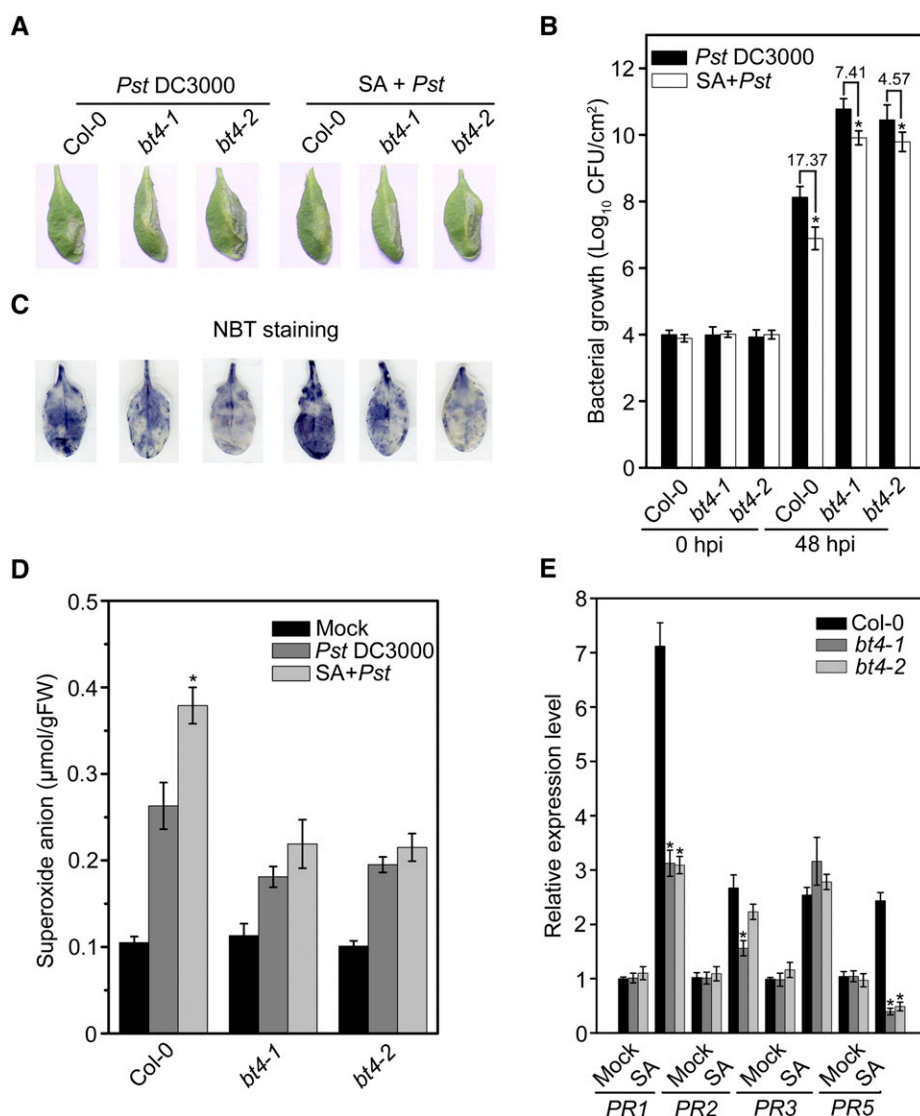 A
Pst DC3000
SA + Pst
Col-0
bt4-1
bt4-2
Col-0
bt4-1
bt4-2
B
Pst DC3000
SA+Pst
Bacterial growth (Log10 CFU/cm²)
12
10
8
6
4
2
0
17.37
7.41
4.57
*
*
*
Col-0
bt4-1
bt4-2
Col-0
bt4-1
bt4-2
0 hpi
48 hpi
C
NBT staining
D
Mock
Pst DC3000
SA+Pst
Superoxide anion (µmol/gFW)
0.5
0.4
0.3
0.2
0.1
0
*
Col-0
bt4-1
bt4-2
E
Col-0
bt4-1
bt4-2
Relative expression level
8
7
6
5
4
3
2
1
0
* *
*
* *
Mock SA Mock SA Mock SA Mock SA
PR1 PR2 PR3 PR5